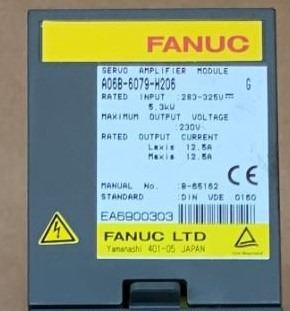 FANUC
SERVO AMPLIFIER MODULE
A06B-6079-H206 G
RATED INPUT :283-325V
5.3kW
MAXIMUM OUTPUT VOLTAGE
:230V
RATED OUTPUT CURRENT
Laxis 12.5A
Maxis 12.5A
CE
MANUAL No. :B-65162
STANDARD :DIN VDE 0160
EA6900303
FANUC LTD
Yamanashi 401-05 JAPAN